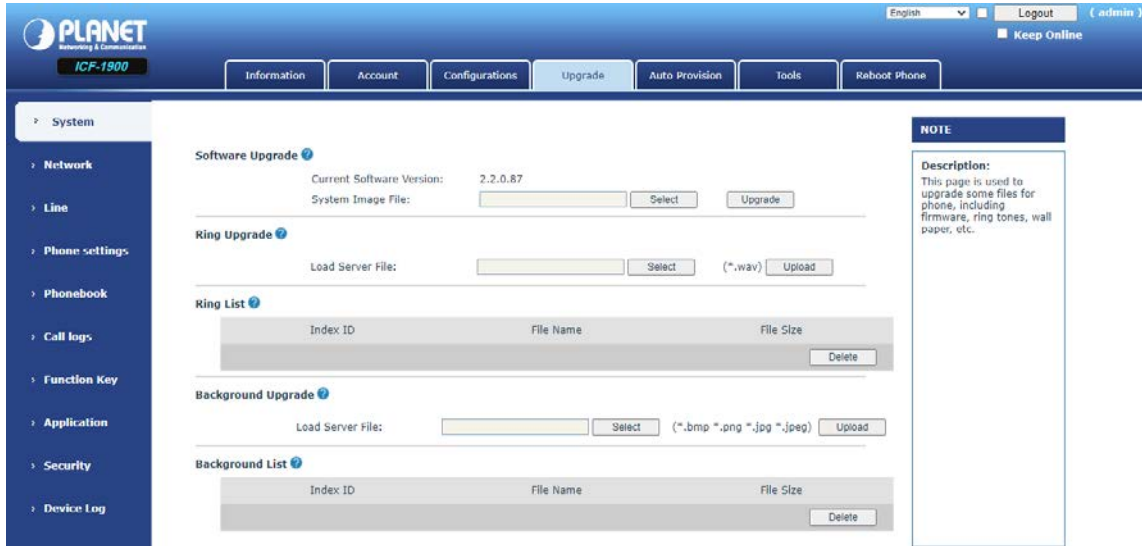 English Logout ( admin )
PLANET
Networking & Communication
Keep Online
ICF-1900
Information Account Configurations Upgrade Auto Provision Tools Reboot Phone
› System
› Network
› Line
› Phone settings
› Phonebook
› Call logs
› Function Key
› Application
› Security
› Device Log
Software Upgrade ?
Current Software Version: 2.2.0.87
System Image File: Select Upgrade
Ring Upgrade ?
Load Server File: Select (*.wav) Upload
Ring List ?
Index ID File Name File Size
Delete
Background Upgrade ?
Load Server File: Select (*.bmp *.png *.jpg *.jpeg) Upload
Background List ?
Index ID File Name File Size
Delete
NOTE
Description:
This page is used to
upgrade some files for
phone, including
firmware, ring tones, wall
paper, etc.